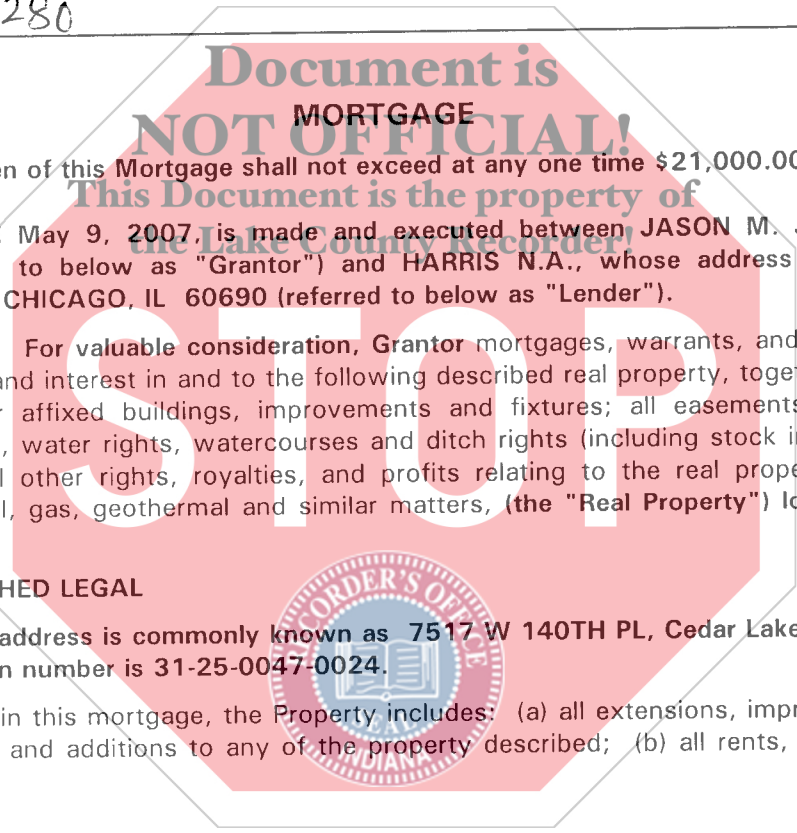 280
Document is
MORTGAGE
NOT OFFICIAL!
en of this Mortgage shall not exceed at any one time $21,000.00
This Document is the property of
May 9, 2007, is made and executed between JASON M.
the Lake County Recorder!
to below as "Grantor") and HARRIS N.A., whose address
CHICAGO, IL 60690 (referred to below as "Lender").
For valuable consideration, Grantor mortgages, warrants, and
and interest in and to the following described real property, toget
affixed buildings, improvements and fixtures; all easements
, water rights, watercourses and ditch rights (including stock i
l other rights, royalties, and profits relating to the real prope
l, gas, geothermal and similar matters, (the "Real Property") lo
STOP
HED LEGAL
address is commonly known as 7517 W 140TH PL, Cedar Lake
n number is 31-25-0047-0024.
in this mortgage, the Property includes: (a) all extensions, impr
and additions to any of the property described; (b) all rents,
RECORDER'S OFFICE
SEAL
INDIANA